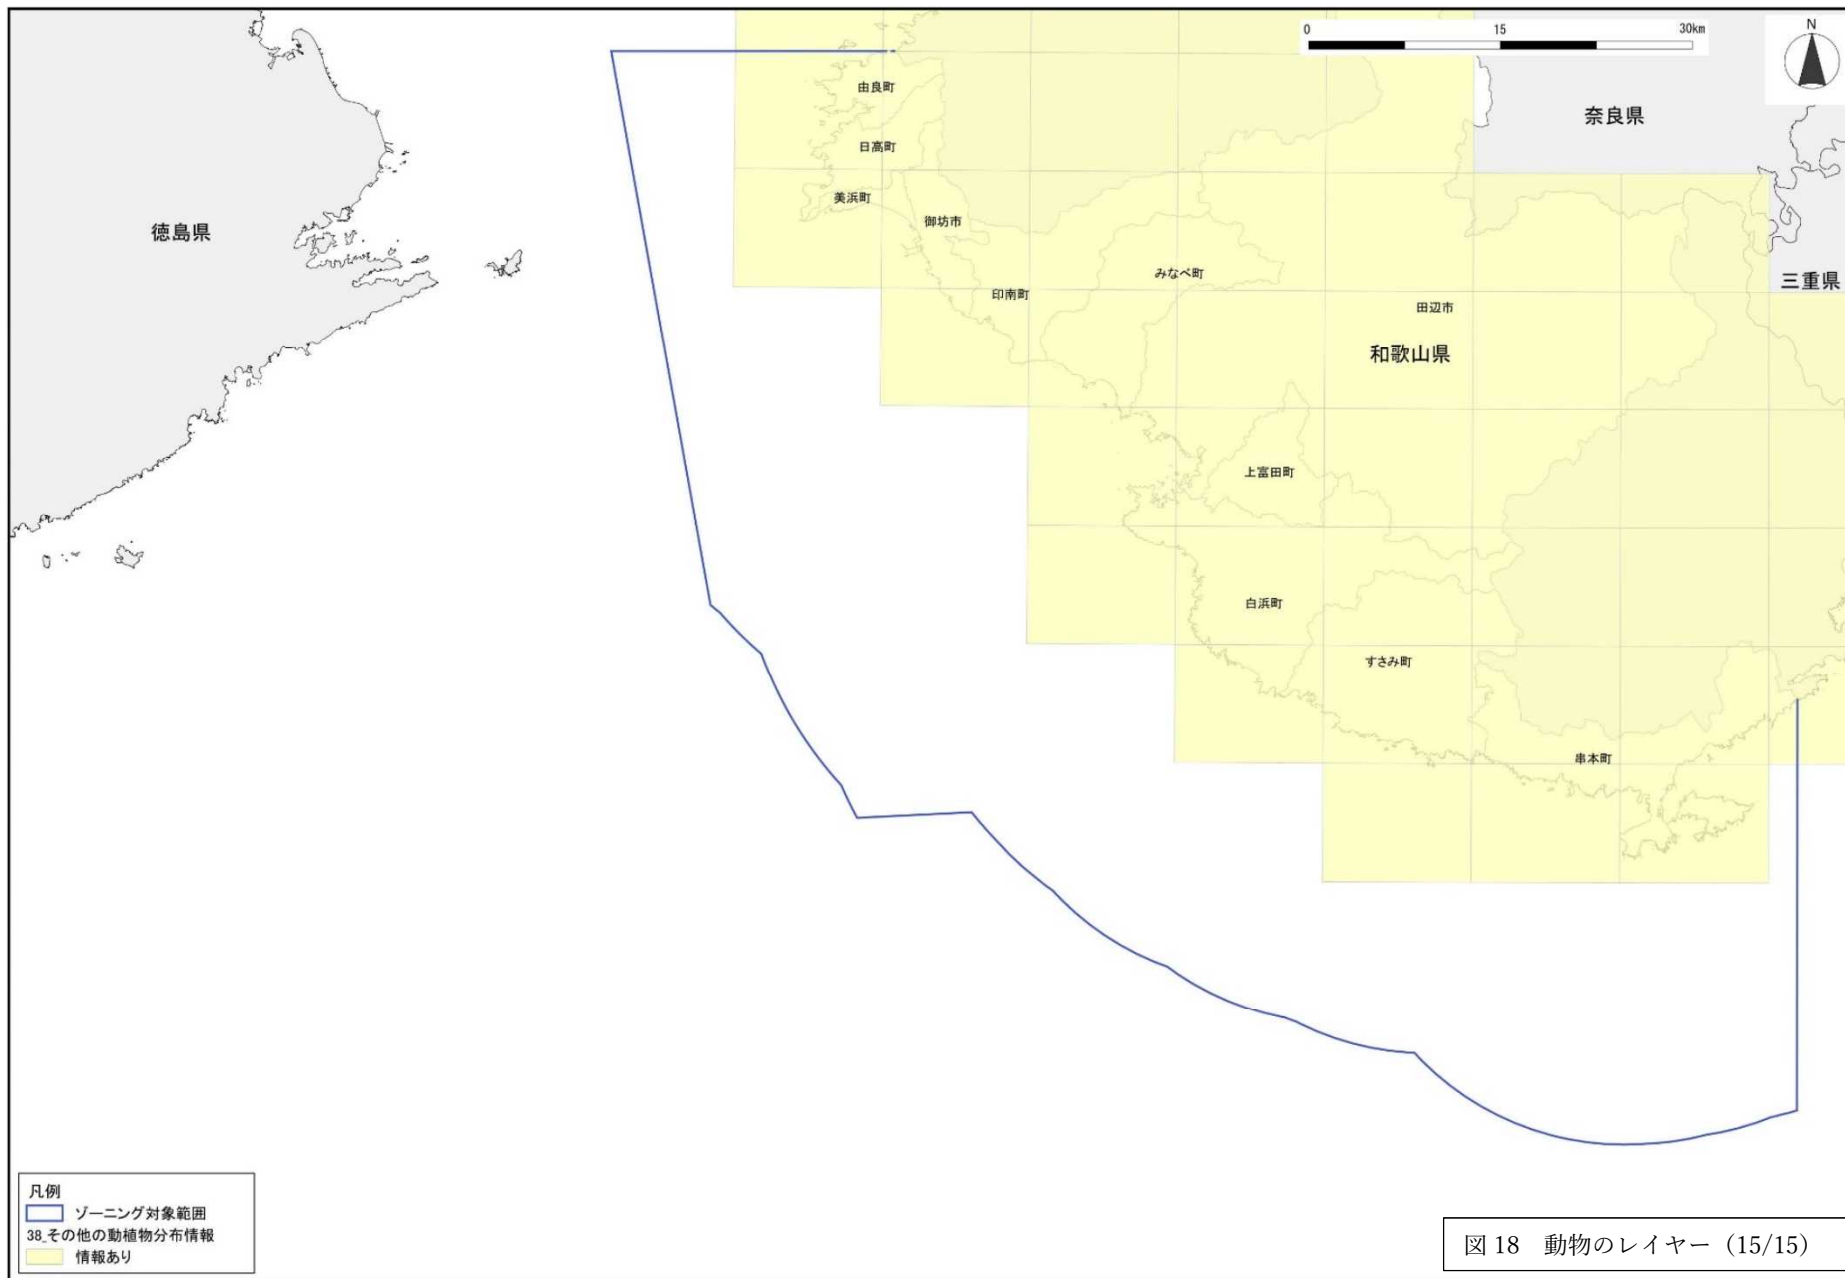 0 15 30km
N
由良町
奈良県
日高町
美浜町
御坊市
徳島県
みなべ町
三重県
印南町
田辺市
和歌山県
上富田町
白浜町
すさみ町
串本町
凡例
ゾーニング対象範囲
38_その他の動植物分布情報
情報あり
図 18 動物のレイヤー（15/15）